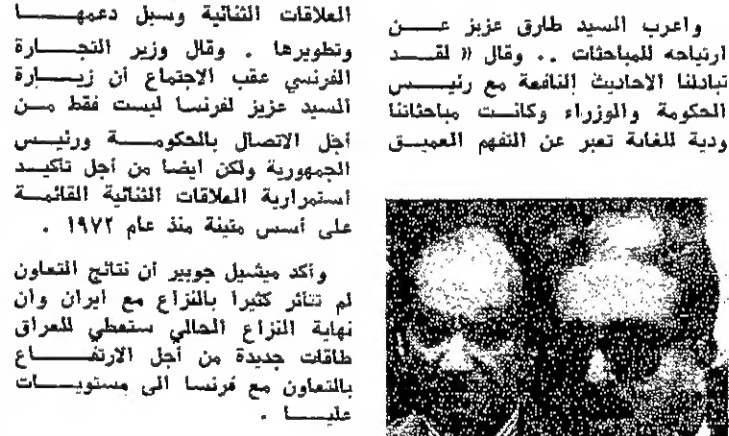 واعرب السيد طارق عزيز عن
ارتياحه للمباحثات .. وقال « لقد
تبادلنا الاحاديث النافعة مع رئيس
الحكومة والوزراء وكانت مباحثاتنا
ودية للغاية تعبر عن التفهم العميق
العلاقات الثنائية وسبل دعمها
وتطويرها . وقال وزير التجارة
الفرنسي عقب الاجتماع أن زيارة
السيد عزيز لفرنسا ليست فقط من
أجل الاتصال بالحكومة ورئيس
الجمهورية ولكن ايضا من أجل تأكيد
استمرارية العلاقات الثنائية القائمة
على أسس متينة منذ عام ١٩٧٢ .
وأكد ميشيل جوبير أن نتائج التعاون
لم تتأثر كثيرا بالنزاع مع ايران وان
نهاية النزاع الحالي ستعطي للعراق
طاقات جديدة من أجل الارتفاع
بالتعاون مع فرنسا الى مستويات
عليا .